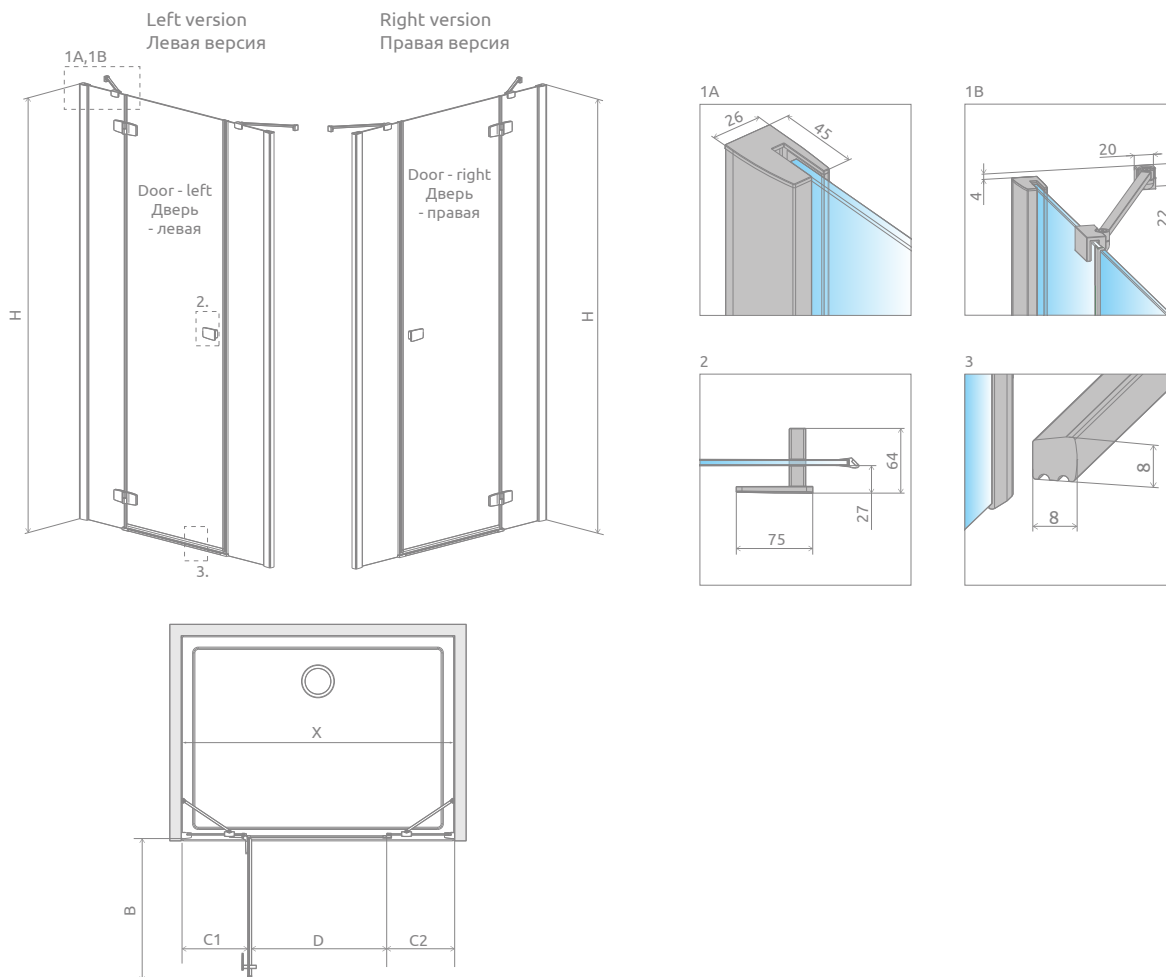 Left version
Левая версия
Right version
Правая версия
1A,1B
H
Door - left
Дверь
- левая
2.
3.
Door - right
Дверь
- правая
H
1A
26
45
1B
20
4
22
2
64
27
75
3
8
8
X
B
C1
D
C2